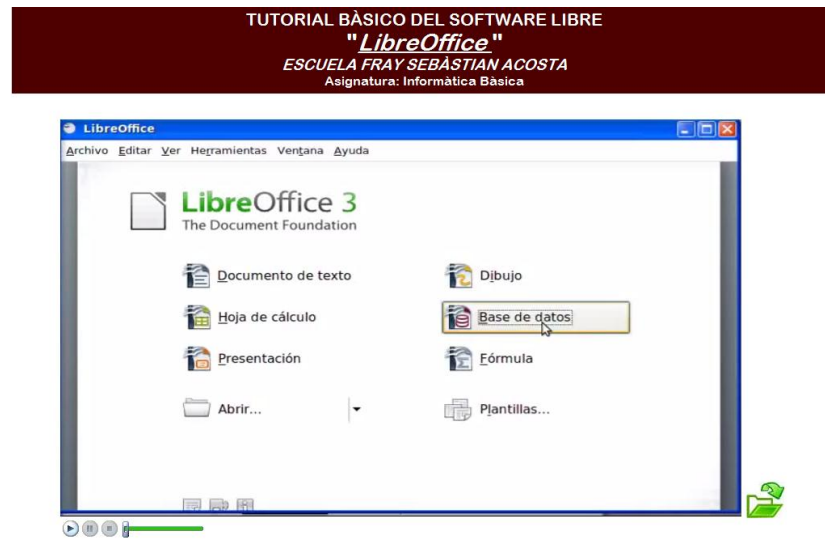 TUTORIAL BÀSICO DEL SOFTWARE LIBRE
"LibreOffice"
ESCUELA FRAY SEBÀSTIAN ACOSTA
Asignatura: Informàtica Bàsica
LibreOffice
Archivo Editar Ver Herramientas Ventana Ayuda
LibreOffice 3
The Document Foundation
Documento de texto
Dibujo
Hoja de cálculo
Base de datos
Presentación
Fórmula
Abrir...
Plantillas...